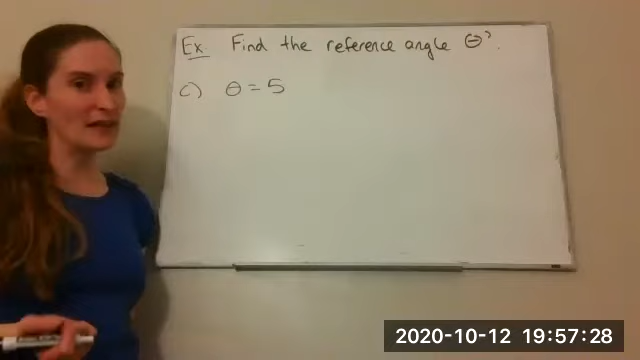 Ex: Find the reference angle θ'.
c) θ = 5
2020-10-12 19:57:28